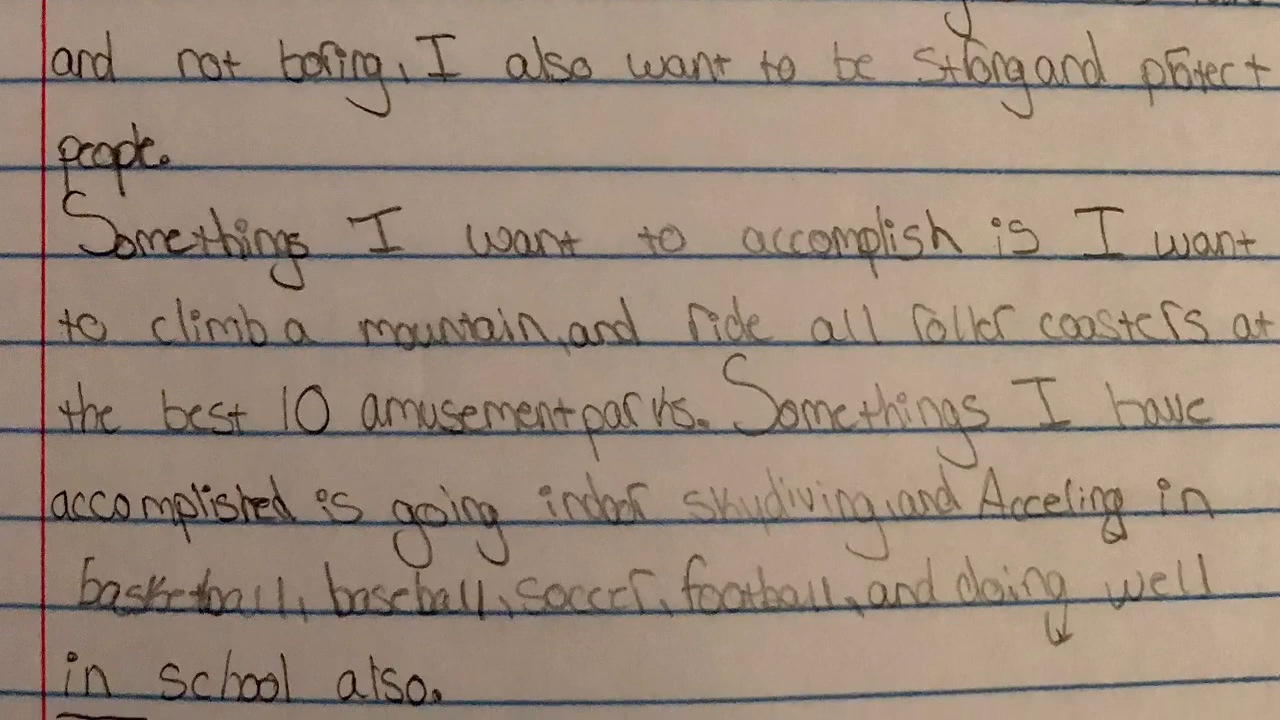 and not boring, I also want to be strong and protect
people.
Somethings I want to accomplish is I want
to climb a mountain, and ride all roller coasters at
the best 10 amusement parks. Somethings I have
accomplished is going indoor skydiving, and Acceling in
basketball, baseball, soccer, football, and doing well
in school also.